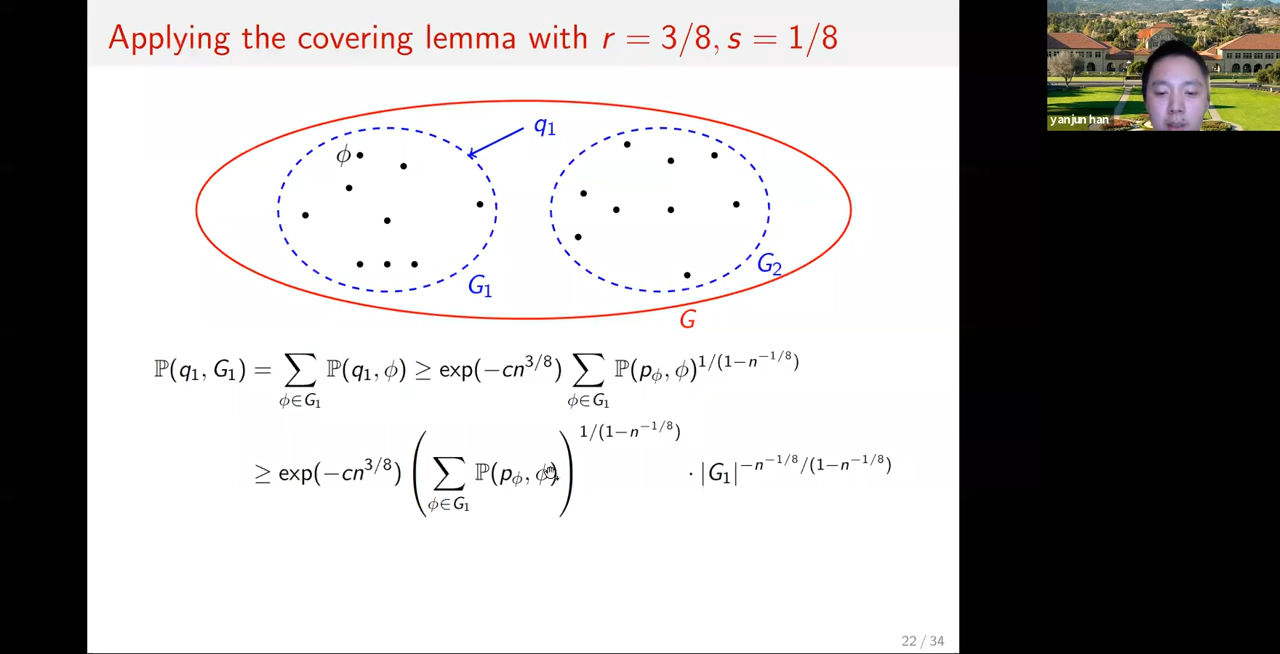 Applying the covering lemma with r = 3/8, s = 1/8
yanjun han
q₁
ϕ
G₂
G₁
G
ℙ(q₁, G₁) = ∑_{ϕ∈G₁} ℙ(q₁, ϕ) ≥ exp(−cn^{3/8}) ∑_{ϕ∈G₁} ℙ(p_ϕ, ϕ)^{1/(1−n^{−1/8})}
≥ exp(−cn^{3/8}) (∑_{ϕ∈G₁} ℙ(p_ϕ, ϕ))^{1/(1−n^{−1/8})} · |G₁|^{−n^{−1/8}/(1−n^{−1/8})}
22 / 34